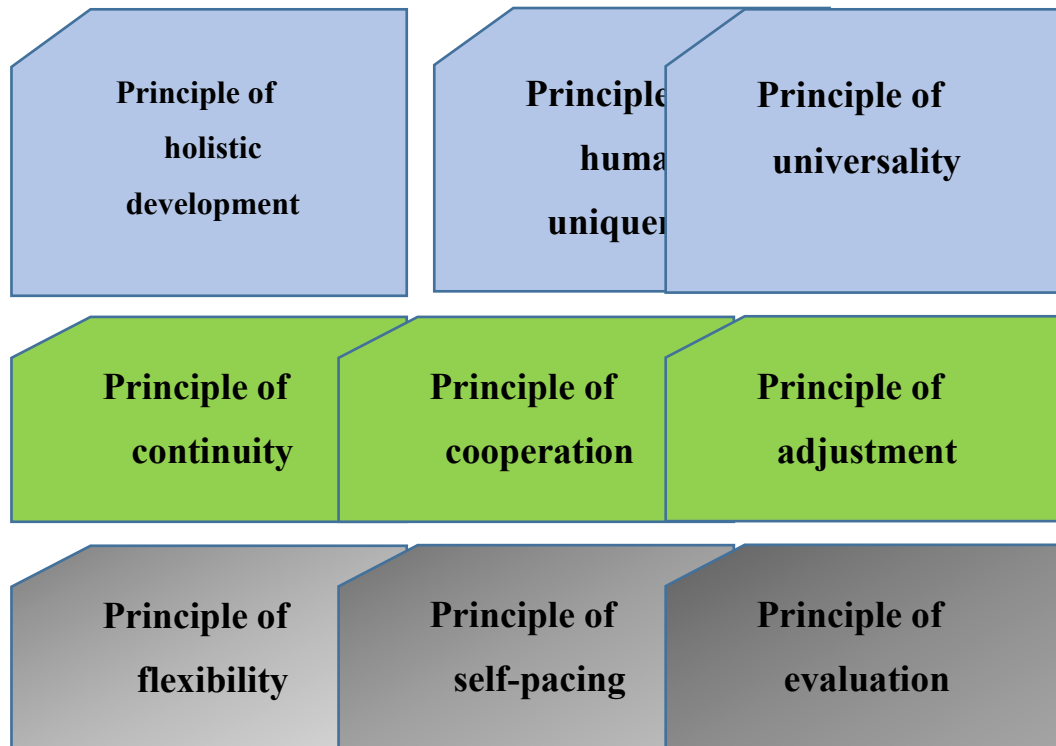 Principle of
holistic
development
Principle
huma
unique
Principle of
universality
Principle of
continuity
Principle of
cooperation
Principle of
adjustment
Principle of
flexibility
Principle of
self-pacing
Principle of
evaluation